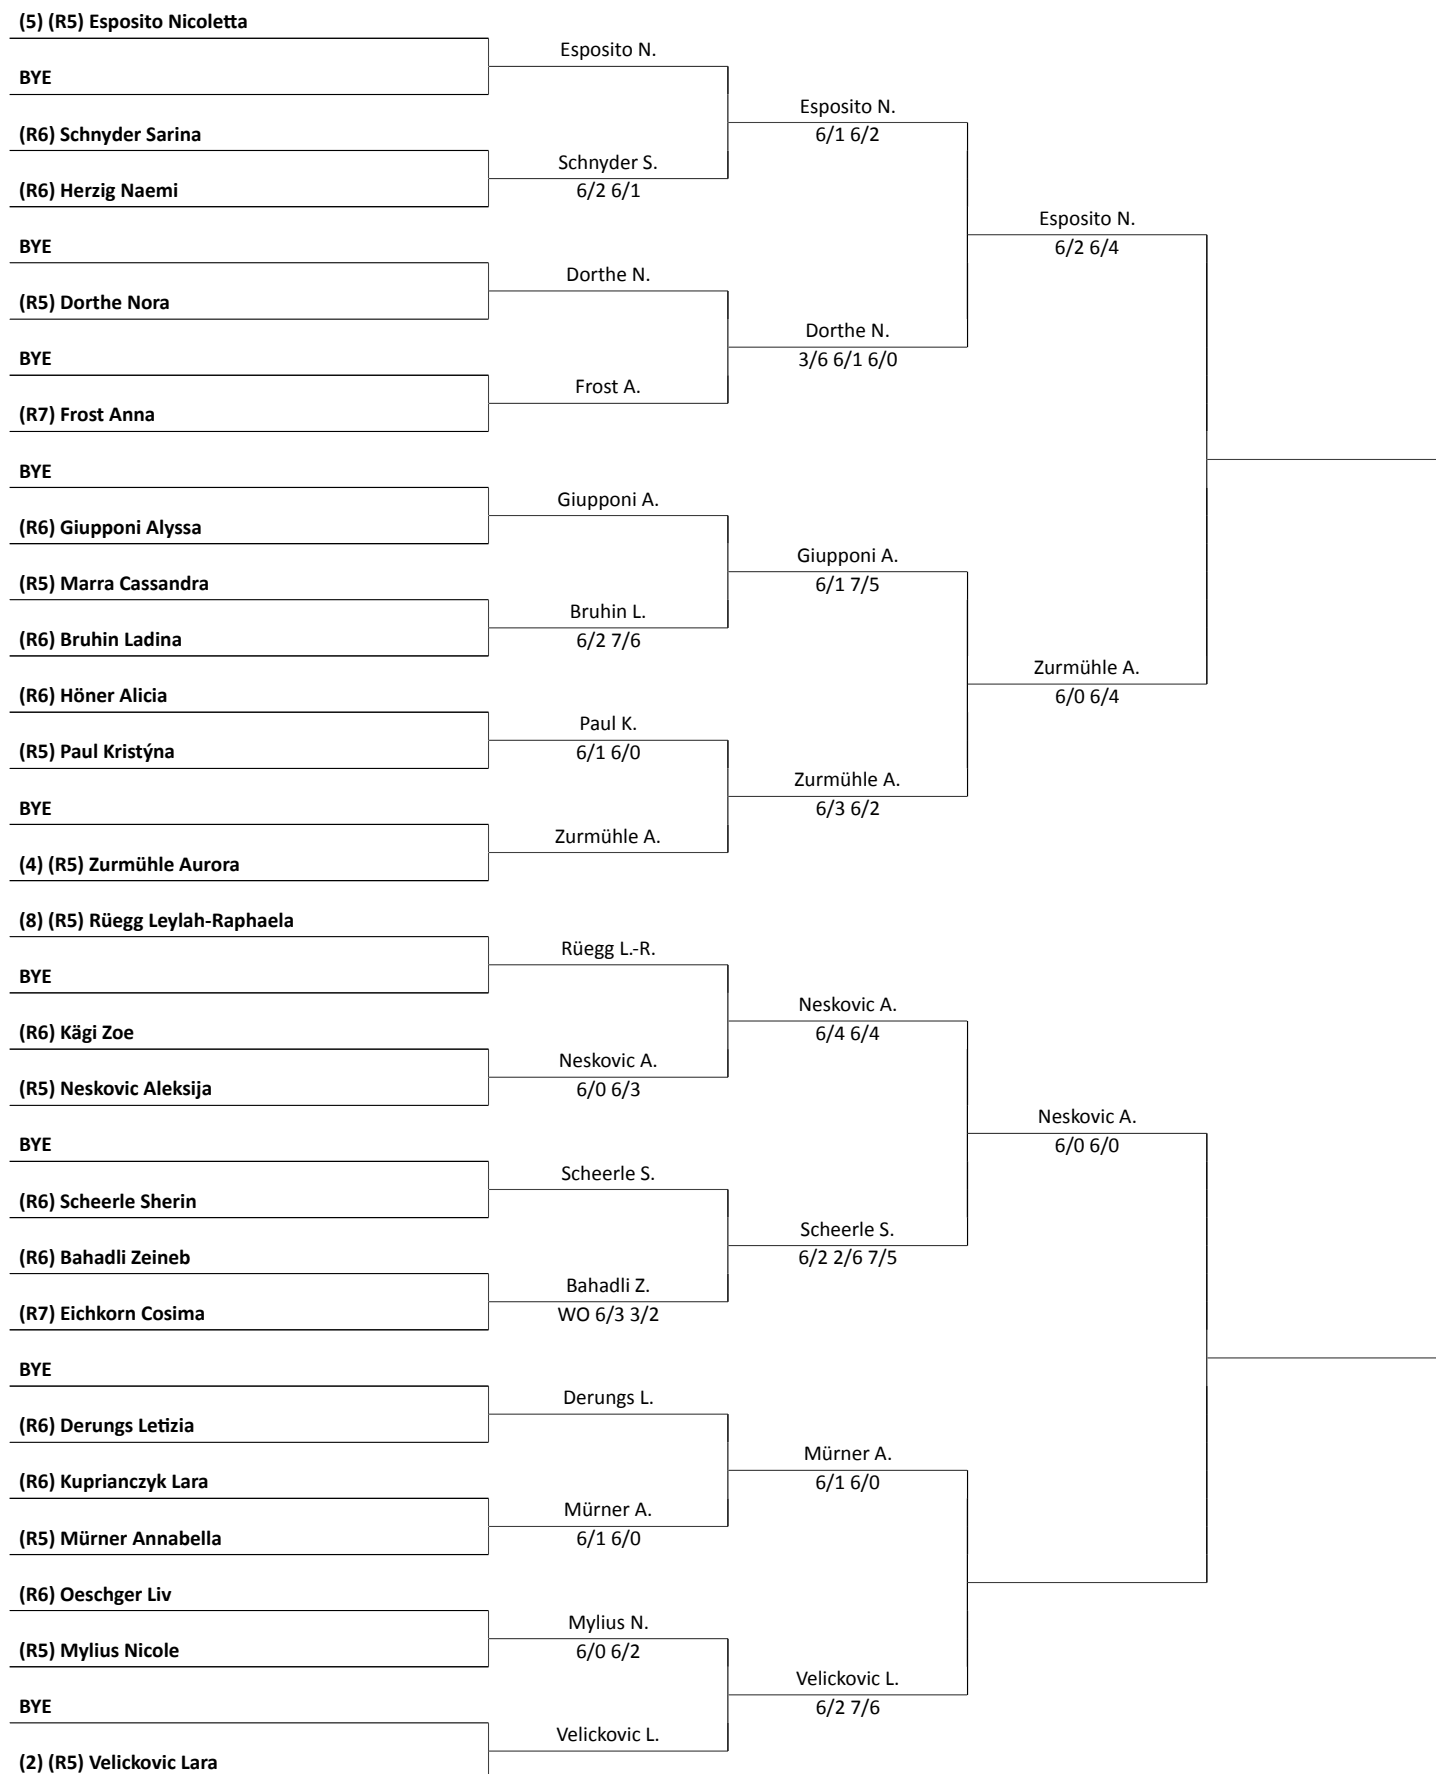 (5) (R5) Esposito Nicoletta
BYE
(R6) Schnyder Sarina
(R6) Herzig Naemi
BYE
(R5) Dorthe Nora
BYE
(R7) Frost Anna
BYE
(R6) Giupponi Alyssa
(R5) Marra Cassandra
(R6) Bruhin Ladina
(R6) Höner Alicia
(R5) Paul Kristýna
BYE
(4) (R5) Zurmühle Aurora
(8) (R5) Rüegg Leylah-Raphaela
BYE
(R6) Kägi Zoe
(R5) Neskovic Aleksija
BYE
(R6) Scheerle Sherin
(R6) Bahadli Zeineb
(R7) Eichkorn Cosima
BYE
(R6) Derungs Letizia
(R6) Kuprianczyk Lara
(R5) Mürner Annabella
(R6) Oeschger Liv
(R5) Mylius Nicole
BYE
(2) (R5) Velickovic Lara
Esposito N.
Schnyder S.
6/2 6/1
Dorthe N.
Frost A.
Giupponi A.
Bruhin L.
6/2 7/6
Paul K.
6/1 6/0
Zurmühle A.
Rüegg L.-R.
Neskovic A.
6/0 6/3
Scheerle S.
Bahadli Z.
WO 6/3 3/2
Derungs L.
Mürner A.
6/1 6/0
Mylius N.
6/0 6/2
Velickovic L.
Esposito N.
6/1 6/2
Dorthe N.
3/6 6/1 6/0
Giupponi A.
6/1 7/5
Zurmühle A.
6/3 6/2
Neskovic A.
6/4 6/4
Scheerle S.
6/2 2/6 7/5
Mürner A.
6/1 6/0
Velickovic L.
6/2 7/6
Esposito N.
6/2 6/4
Zurmühle A.
6/0 6/4
Neskovic A.
6/0 6/0